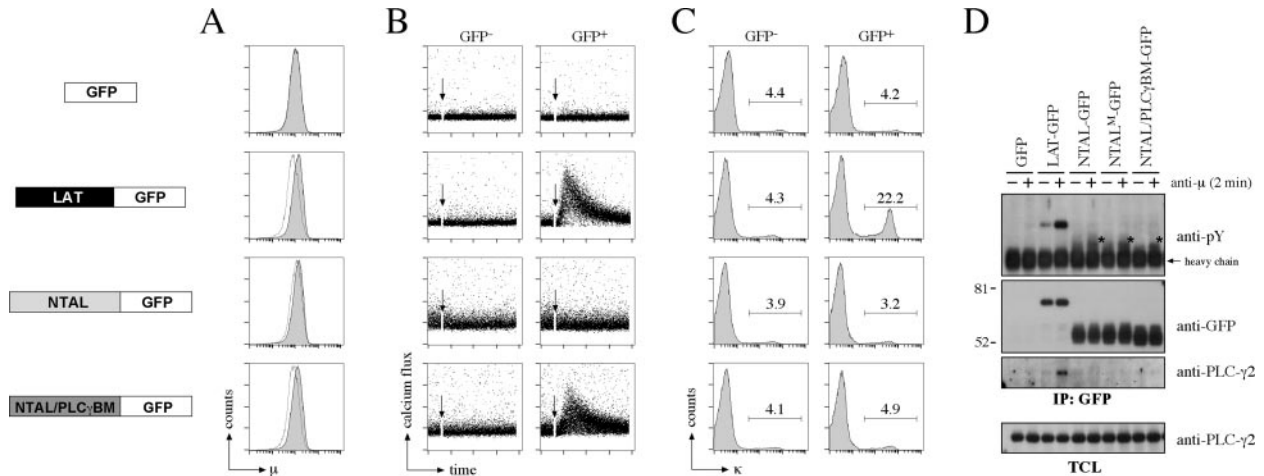 A
B
C
D
GFP⁻
GFP⁺
GFP⁻
GFP⁺
GFP
LAT-GFP
NTAL-GFP
NTALᴹ-GFP
NTAL/PLCγBM-GFP
GFP
4.4
4.2
− + − + − + − + − +
anti-μ (2 min)
LAT GFP
4.3
22.2
anti-pY
* * *
heavy chain
NTAL GFP
3.9
3.2
81
52
anti-GFP
NTAL/PLCγBM GFP
4.1
4.9
anti-PLC-γ2
IP: GFP
counts
μ
calcium flux
time
counts
κ
anti-PLC-γ2
TCL